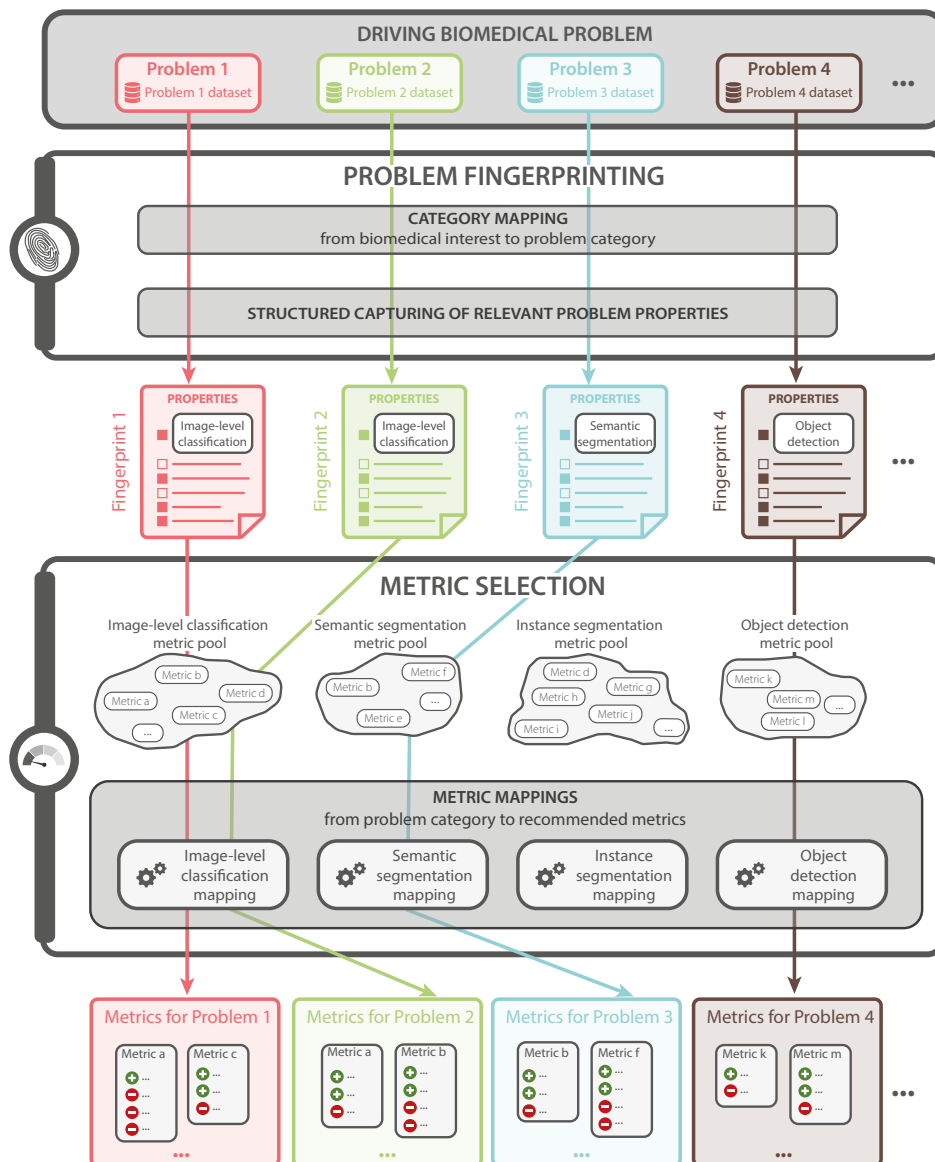 DRIVING BIOMEDICAL PROBLEM
Problem 1
Problem 1 dataset
Problem 2
Problem 2 dataset
Problem 3
Problem 3 dataset
Problem 4
Problem 4 dataset
...
PROBLEM FINGERPRINTING
CATEGORY MAPPING
from biomedical interest to problem category
STRUCTURED CAPTURING OF RELEVANT PROBLEM PROPERTIES
Fingerprint 1
PROPERTIES
Image-level
classification
Fingerprint 2
PROPERTIES
Image-level
classification
Fingerprint 3
PROPERTIES
Semantic
segmentation
Fingerprint 4
PROPERTIES
Object
detection
...
METRIC SELECTION
Image-level classification
metric pool
Metric b
Metric a
Metric d
Metric c
...
Semantic segmentation
metric pool
Metric f
Metric b
...
Metric e
Instance segmentation
metric pool
Metric d
Metric g
Metric h
Metric j
Metric i
...
Object detection
metric pool
Metric k
Metric m
...
Metric l
METRIC MAPPINGS
from problem category to recommended metrics
Image-level
classification
mapping
Semantic
segmentation
mapping
Instance
segmentation
mapping
Object
detection
mapping
Metrics for Problem 1
Metric a
...
...
...
...
Metric c
...
...
...
...
Metrics for Problem 2
Metric a
...
...
...
Metric b
...
...
...
...
...
Metrics for Problem 3
Metric b
...
...
...
Metric f
...
...
...
...
...
Metrics for Problem 4
Metric k
...
...
Metric m
...
...
...
...
...